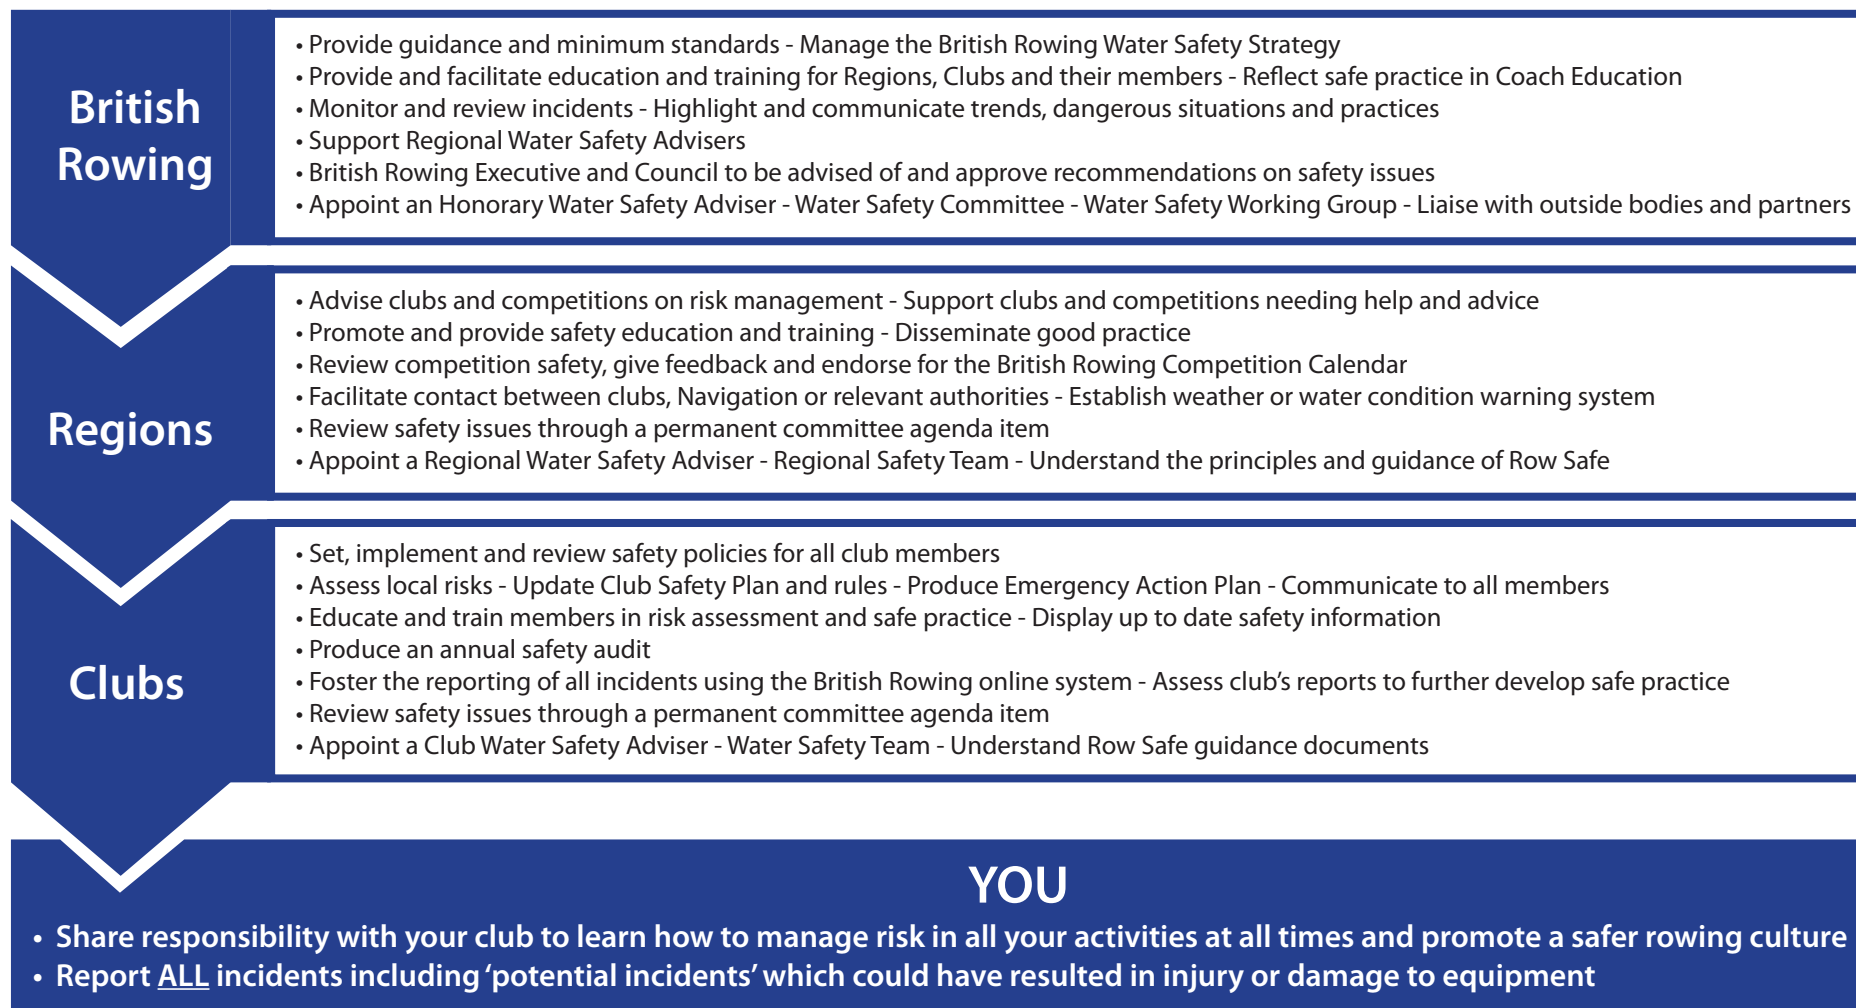 British
Rowing
• Provide guidance and minimum standards - Manage the British Rowing Water Safety Strategy
• Provide and facilitate education and training for Regions, Clubs and their members - Reflect safe practice in Coach Education
• Monitor and review incidents - Highlight and communicate trends, dangerous situations and practices
• Support Regional Water Safety Advisers
• British Rowing Executive and Council to be advised of and approve recommendations on safety issues
• Appoint an Honorary Water Safety Adviser - Water Safety Committee - Water Safety Working Group - Liaise with outside bodies and partners
Regions
• Advise clubs and competitions on risk management - Support clubs and competitions needing help and advice
• Promote and provide safety education and training - Disseminate good practice
• Review competition safety, give feedback and endorse for the British Rowing Competition Calendar
• Facilitate contact between clubs, Navigation or relevant authorities - Establish weather or water condition warning system
• Review safety issues through a permanent committee agenda item
• Appoint a Regional Water Safety Adviser - Regional Safety Team - Understand the principles and guidance of Row Safe
Clubs
• Set, implement and review safety policies for all club members
• Assess local risks - Update Club Safety Plan and rules - Produce Emergency Action Plan - Communicate to all members
• Educate and train members in risk assessment and safe practice - Display up to date safety information
• Produce an annual safety audit
• Foster the reporting of all incidents using the British Rowing online system - Assess club’s reports to further develop safe practice
• Review safety issues through a permanent committee agenda item
• Appoint a Club Water Safety Adviser - Water Safety Team - Understand Row Safe guidance documents
YOU
• Share responsibility with your club to learn how to manage risk in all your activities at all times and promote a safer rowing culture
• Report ALL incidents including ‘potential incidents’ which could have resulted in injury or damage to equipment